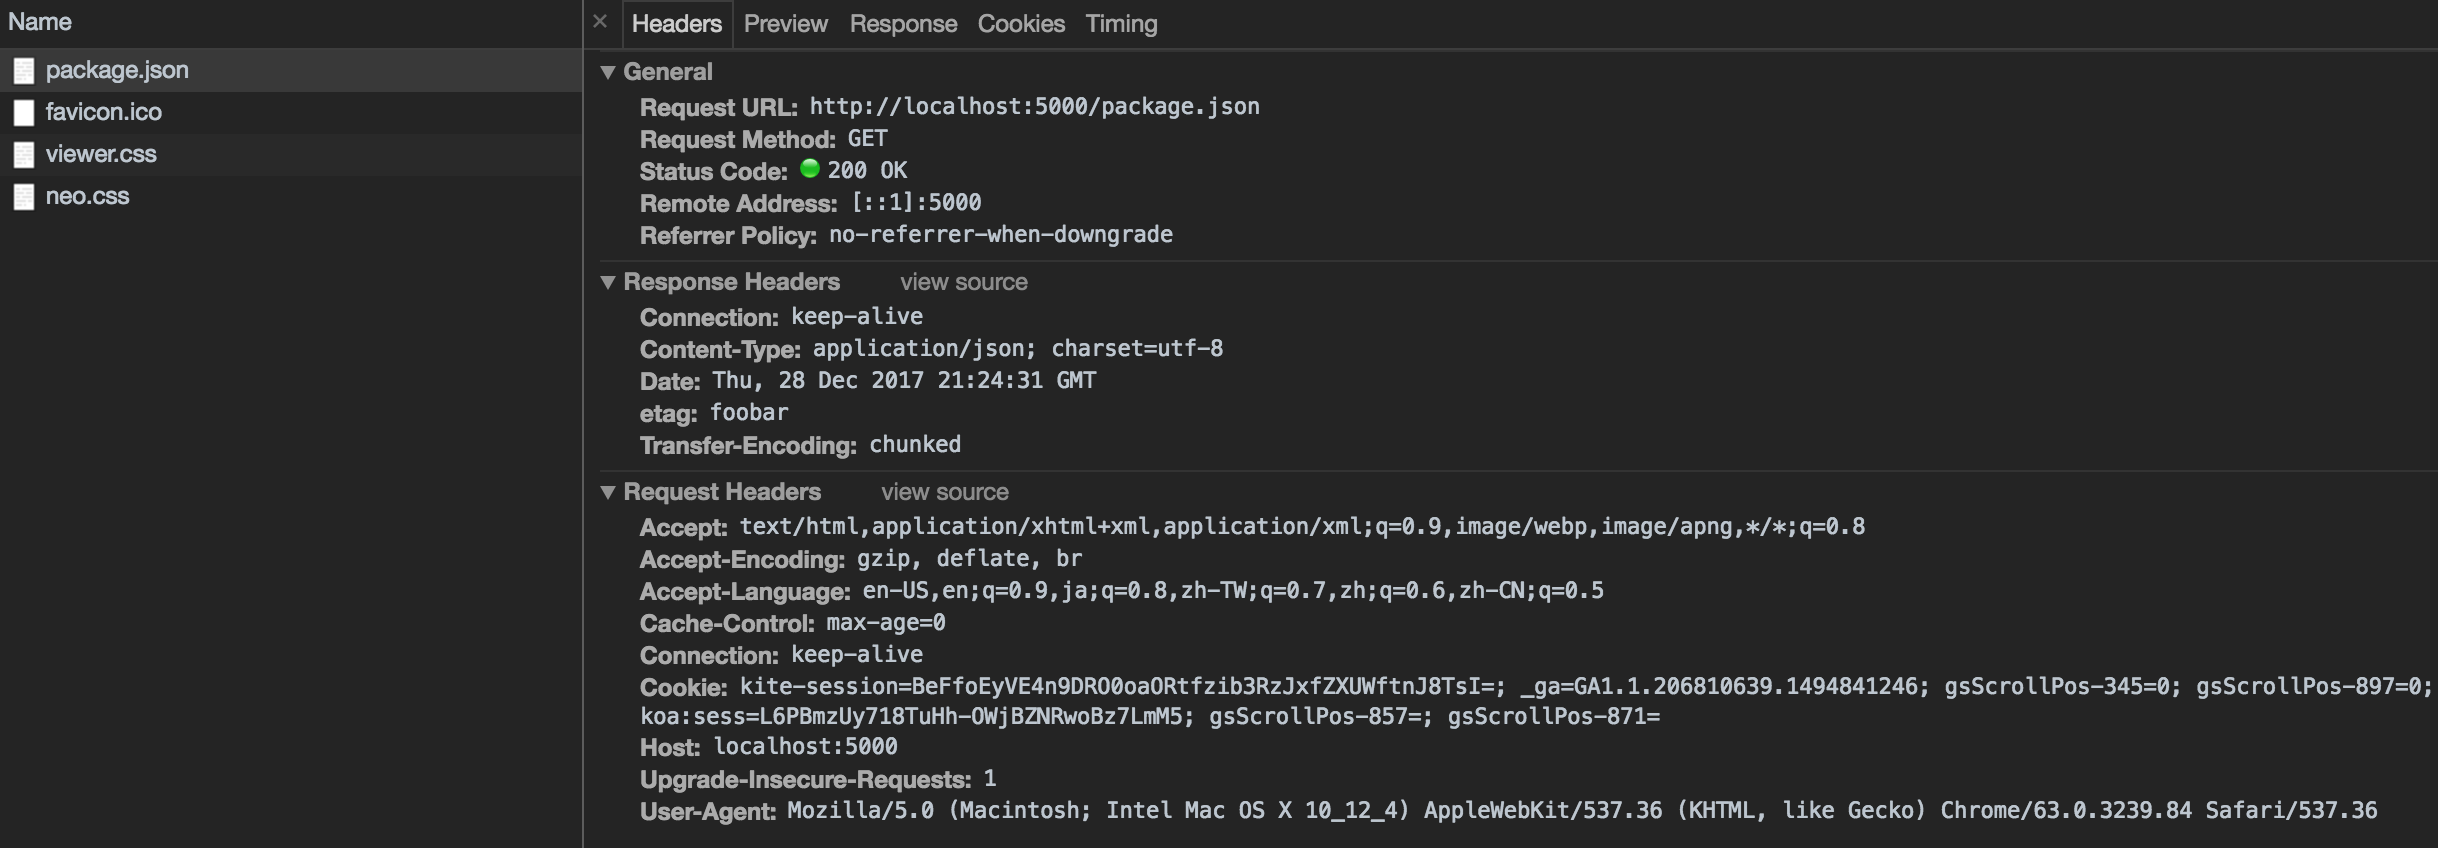 Name
package.json
favicon.ico
viewer.css
neo.css
× Headers Preview Response Cookies Timing
▼ General
Request URL: http://localhost:5000/package.json
Request Method: GET
Status Code: 200 OK
Remote Address: [::1]:5000
Referrer Policy: no-referrer-when-downgrade
▼ Response Headers view source
Connection: keep-alive
Content-Type: application/json; charset=utf-8
Date: Thu, 28 Dec 2017 21:24:31 GMT
etag: foobar
Transfer-Encoding: chunked
▼ Request Headers view source
Accept: text/html,application/xhtml+xml,application/xml;q=0.9,image/webp,image/apng,*/*;q=0.8
Accept-Encoding: gzip, deflate, br
Accept-Language: en-US,en;q=0.9,ja;q=0.8,zh-TW;q=0.7,zh;q=0.6,zh-CN;q=0.5
Cache-Control: max-age=0
Connection: keep-alive
Cookie: kite-session=BeFfoEyVE4n9DRO0oaORtfzib3RzJxfZXUWftnJ8TsI=; _ga=GA1.1.206810639.1494841246; gsScrollPos-345=0; gsScrollPos-897=0;
koa:sess=L6PBmzUy718TuHh-OWjBZNRwoBz7LmM5; gsScrollPos-857=; gsScrollPos-871=
Host: localhost:5000
Upgrade-Insecure-Requests: 1
User-Agent: Mozilla/5.0 (Macintosh; Intel Mac OS X 10_12_4) AppleWebKit/537.36 (KHTML, like Gecko) Chrome/63.0.3239.84 Safari/537.36